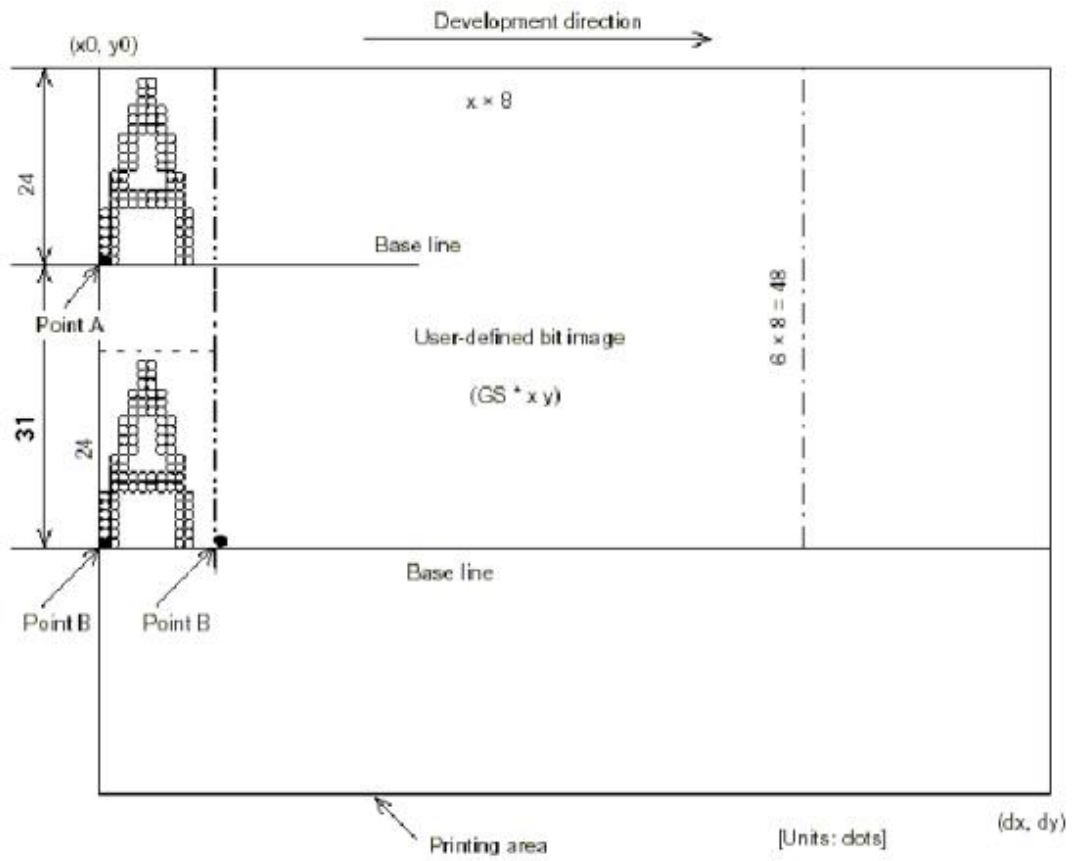 Development direction
(x0, y0)
x × 8
24
Base line
6 × 8 = 48
Point A
User-defined bit image
(GS * x y)
31
24
Base line
Point B
Point B
(dx, dy)
Printing area
[Units: dots]